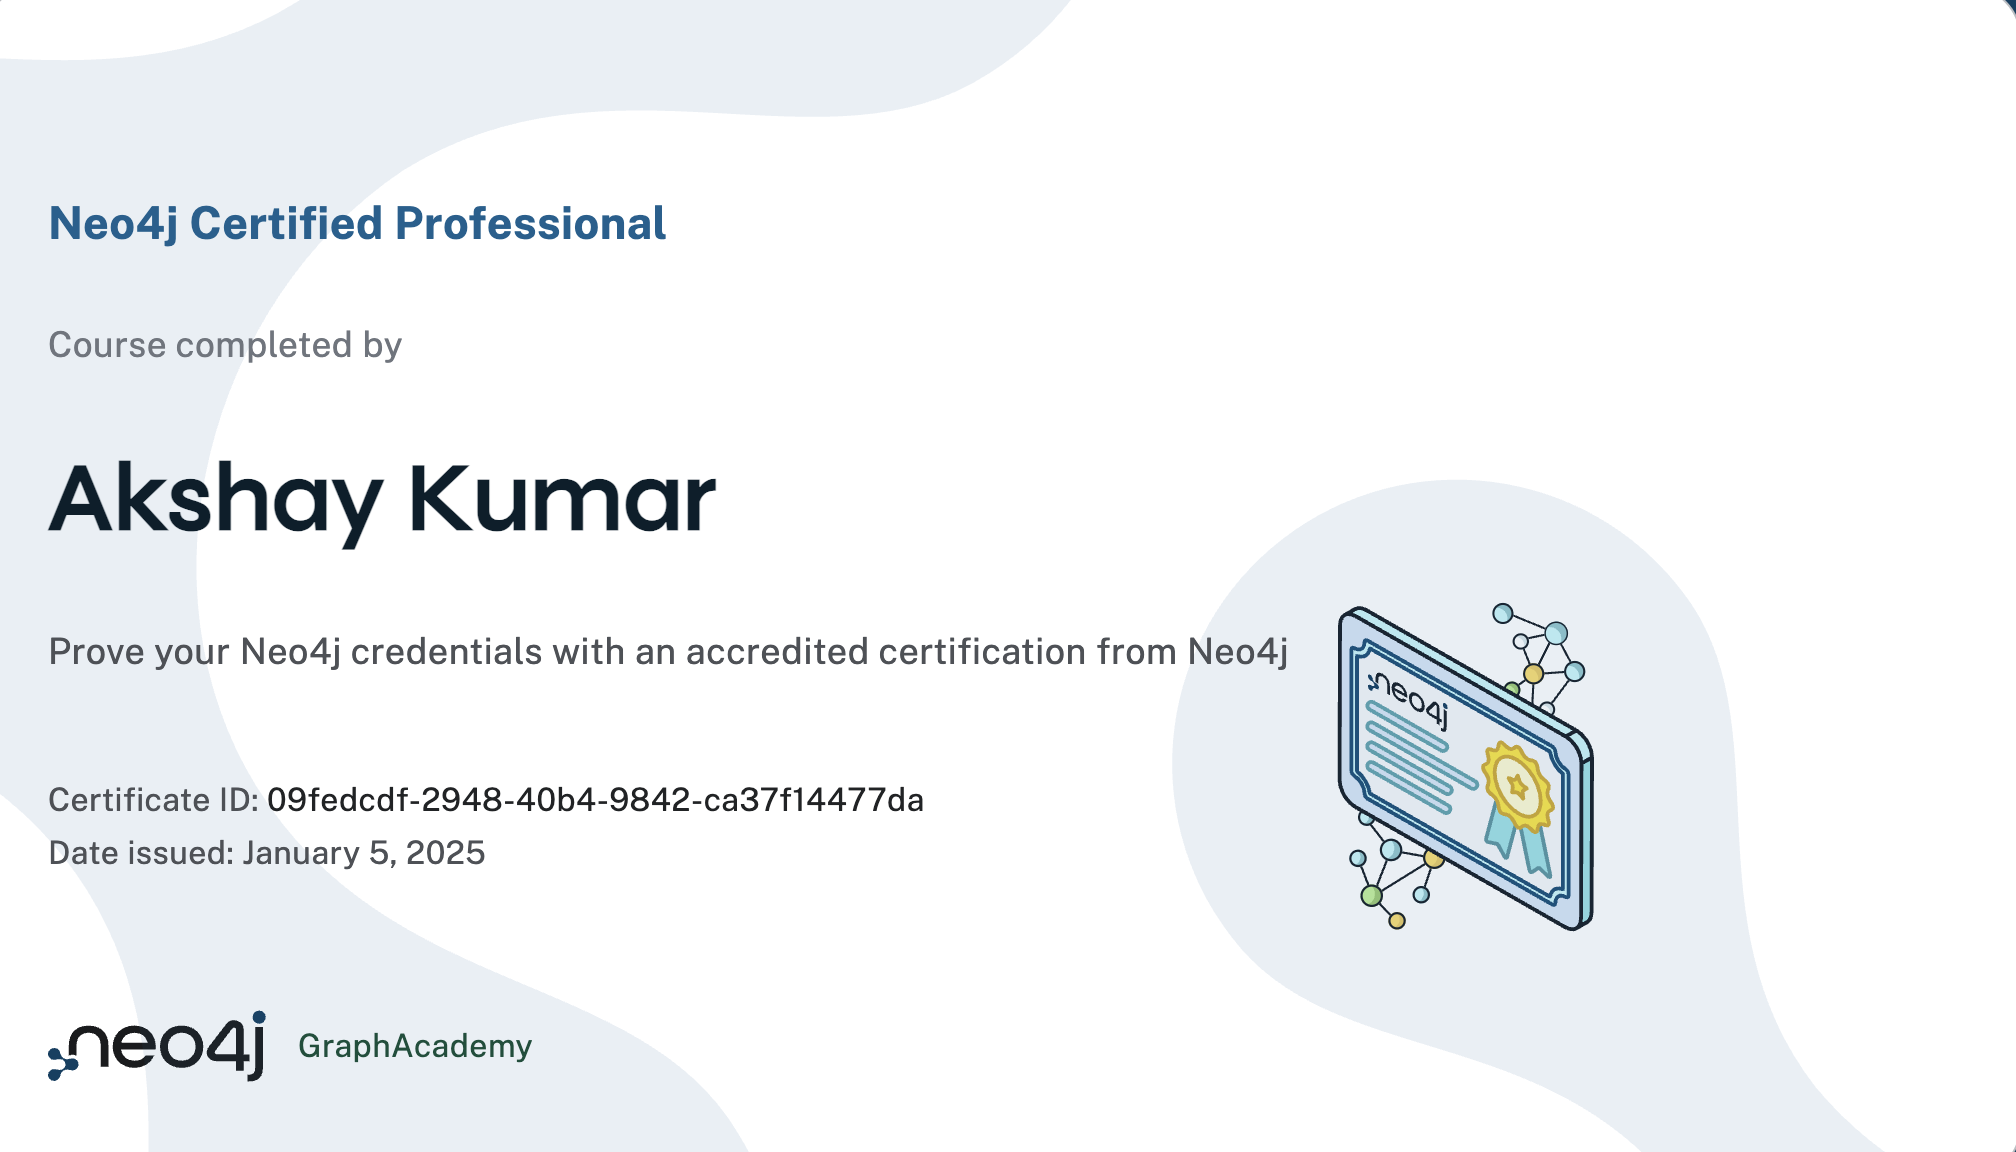 Neo4j Certified Professional
Course completed by
Akshay Kumar
Prove your Neo4j credentials with an accredited certification from Neo4j
neo4j
Certificate ID: 09fedcdf-2948-40b4-9842-ca37f14477da
Date issued: January 5, 2025
neo4j GraphAcademy